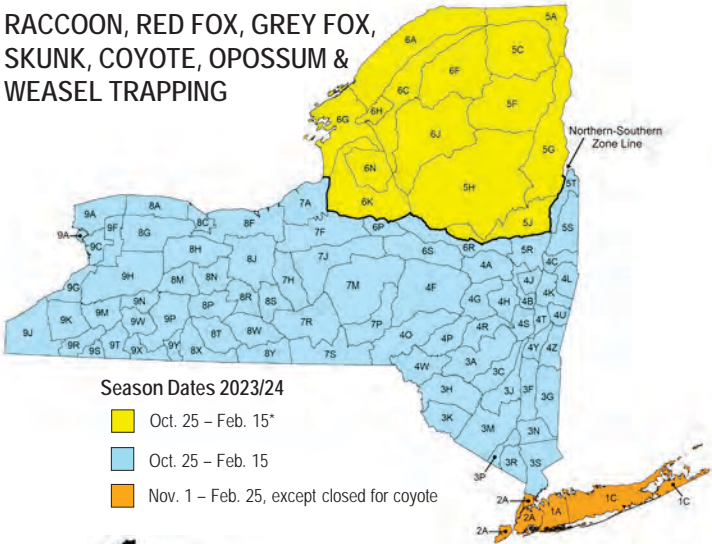 RACCOON, RED FOX, GREY FOX,
SKUNK, COYOTE, OPOSSUM &
WEASEL TRAPPING
5A
6A
5C
6F
6C
5F
6H
6G
6J
Northern-Southern
Zone Line
5G
6N
5H
5T
6K
5J
9A
8A
7A
8C
8F
6P
5S
9F
7F
9A
8G
9C
6S
6R
5R
8H
8J
7J
4A
4C
9H
8M
8N
7H
7M
4F
4J
4L
9G
4G
4H
4B
4K
9N
8P
8R
8S
9K
9M
9W
9P
7R
7P
4R
4S
4T
4U
9J
8T
8W
4O
4P
9R
9S
9T
9X
9Y
8X
8Y
7S
4Y
4Z
4W
3A
3C
3H
3J
3F
3G
3K
3M
3N
3P
3R
3S
2A
2A
2A
1A
1C
1C
Season Dates 2023/24
Oct. 25 – Feb. 15*
Oct. 25 – Feb. 15
Nov. 1 – Feb. 25, except closed for coyote